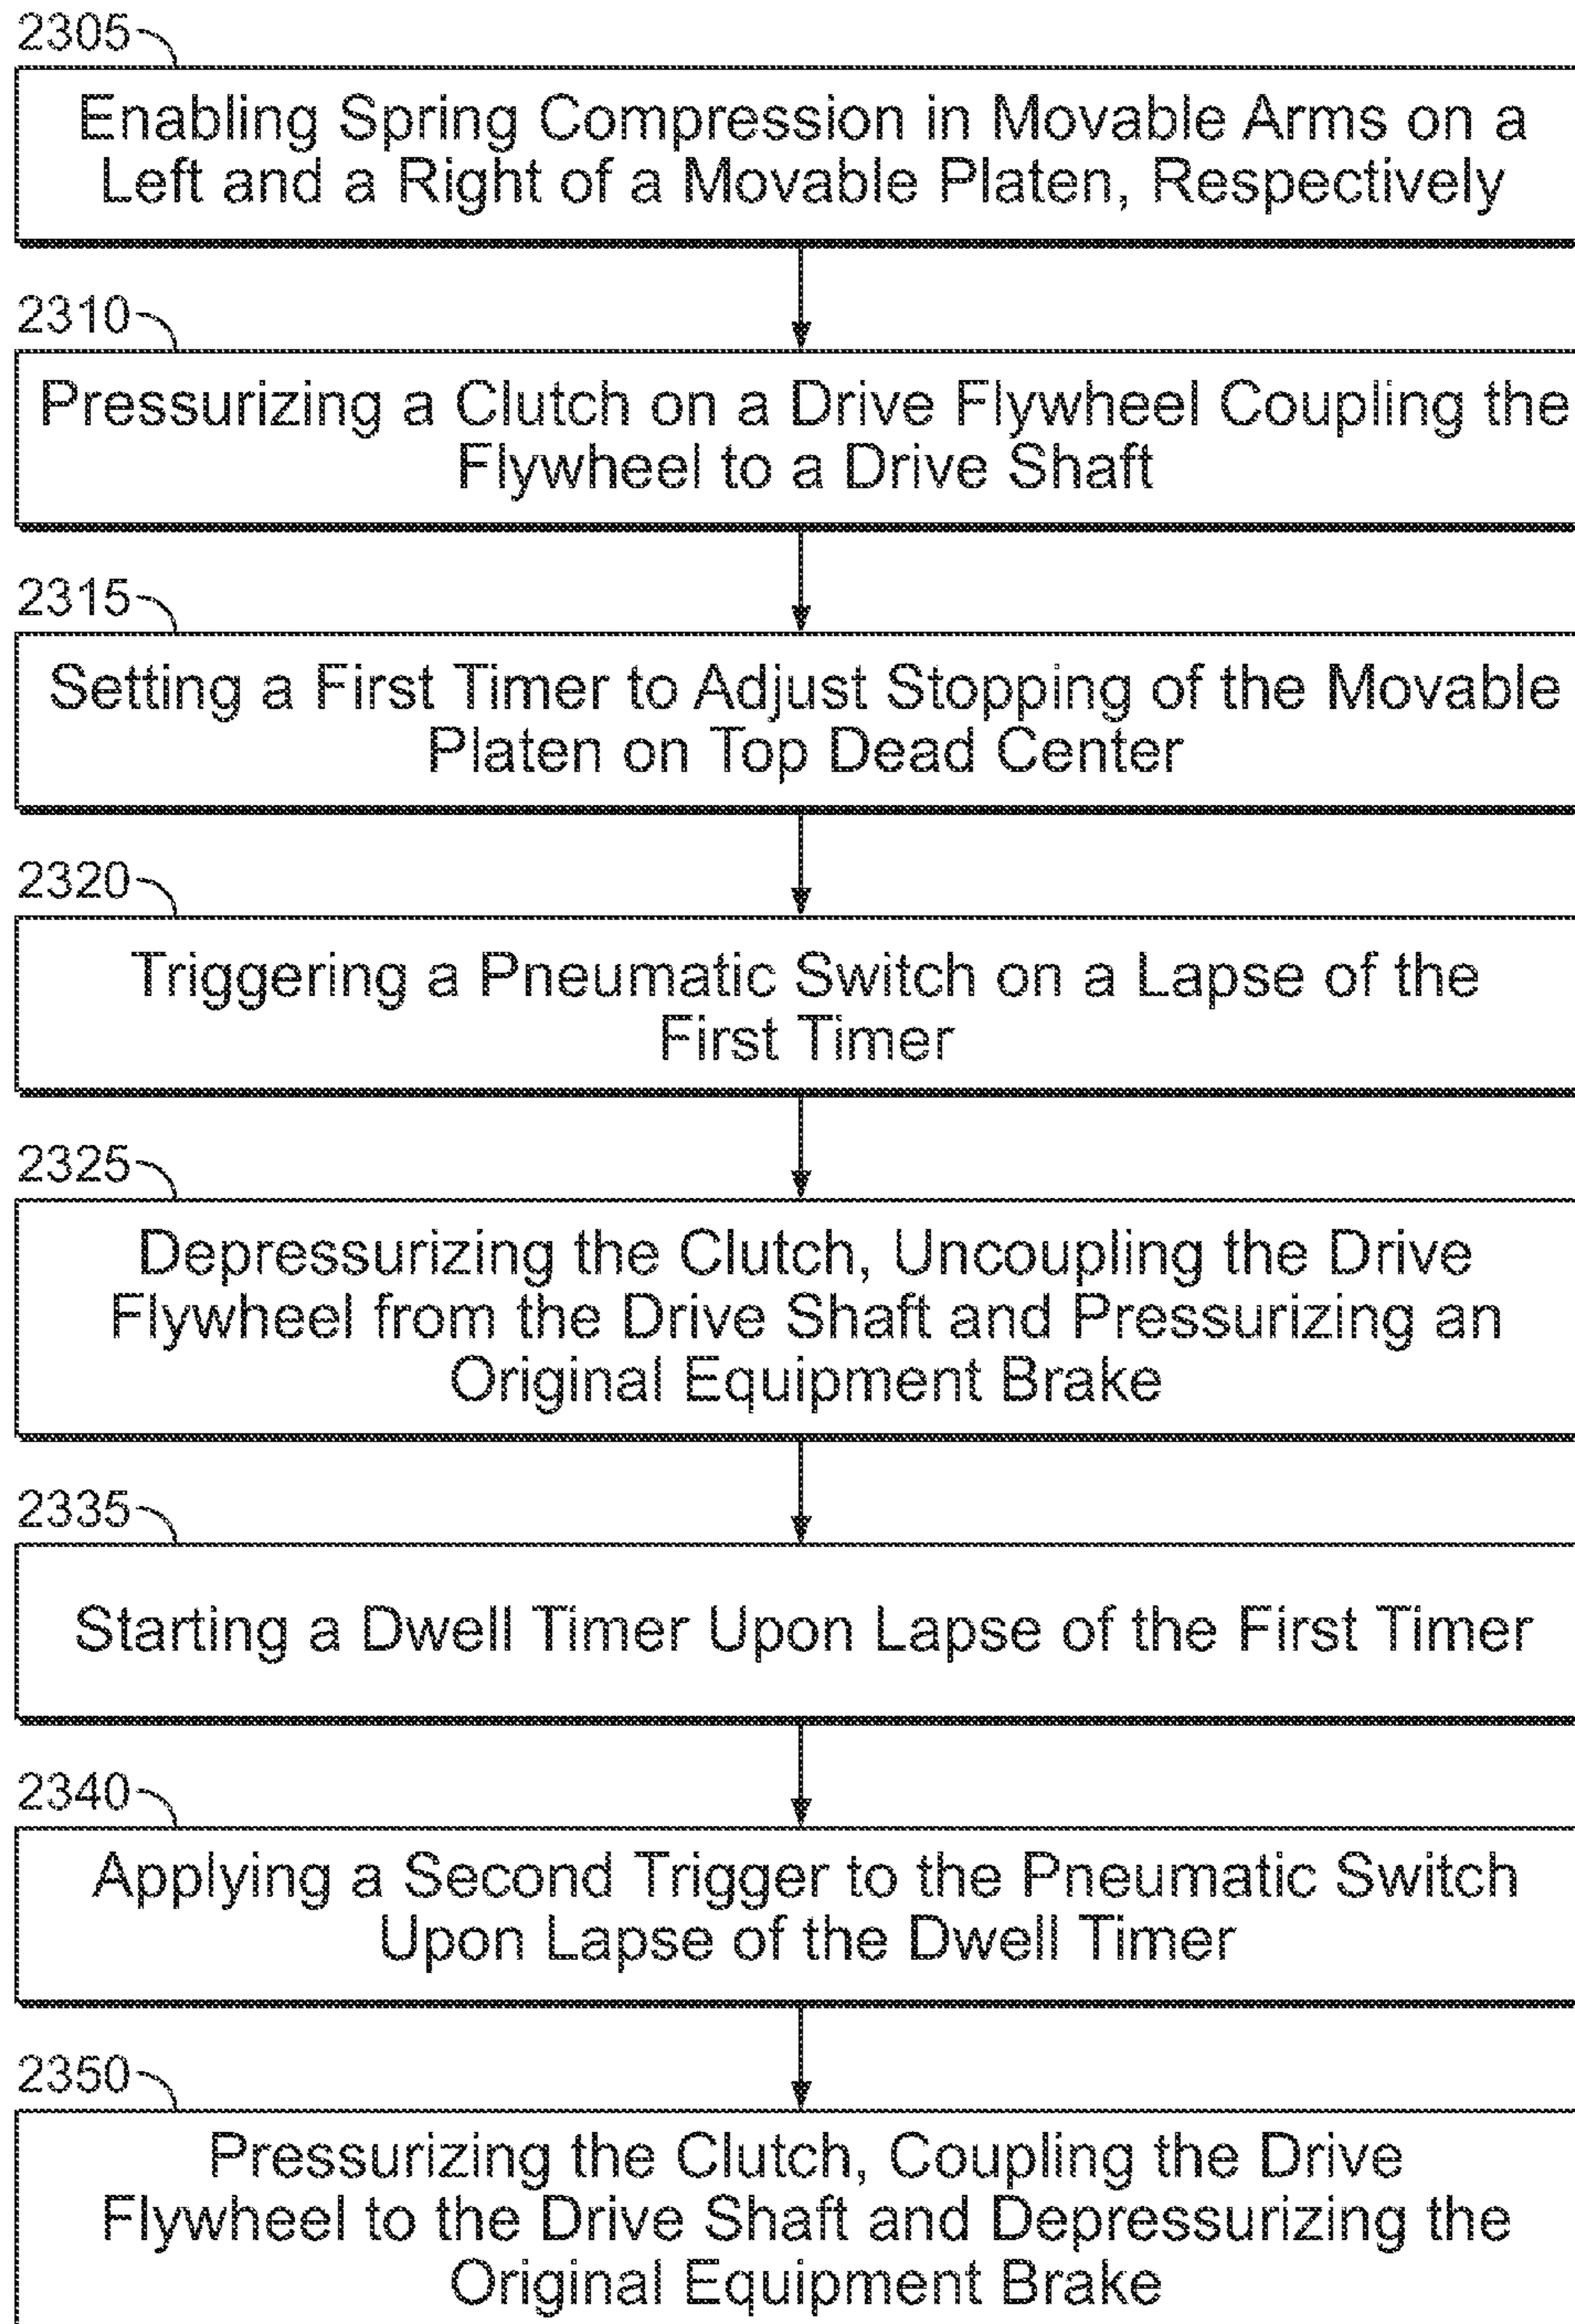 2305
Enabling Spring Compression in Movable Arms on a
Left and a Right of a Movable Platen, Respectively
2310
Pressurizing a Clutch on a Drive Flywheel Coupling the
Flywheel to a Drive Shaft
2315
Setting a First Timer to Adjust Stopping of the Movable
Platen on Top Dead Center
2320
Triggering a Pneumatic Switch on a Lapse of the
First Timer
2325
Depressurizing the Clutch, Uncoupling the Drive
Flywheel from the Drive Shaft and Pressurizing an
Original Equipment Brake
2335
Starting a Dwell Timer Upon Lapse of the First Timer
2340
Applying a Second Trigger to the Pneumatic Switch
Upon Lapse of the Dwell Timer
2350
Pressurizing the Clutch, Coupling the Drive
Flywheel to the Drive Shaft and Depressurizing the
Original Equipment Brake